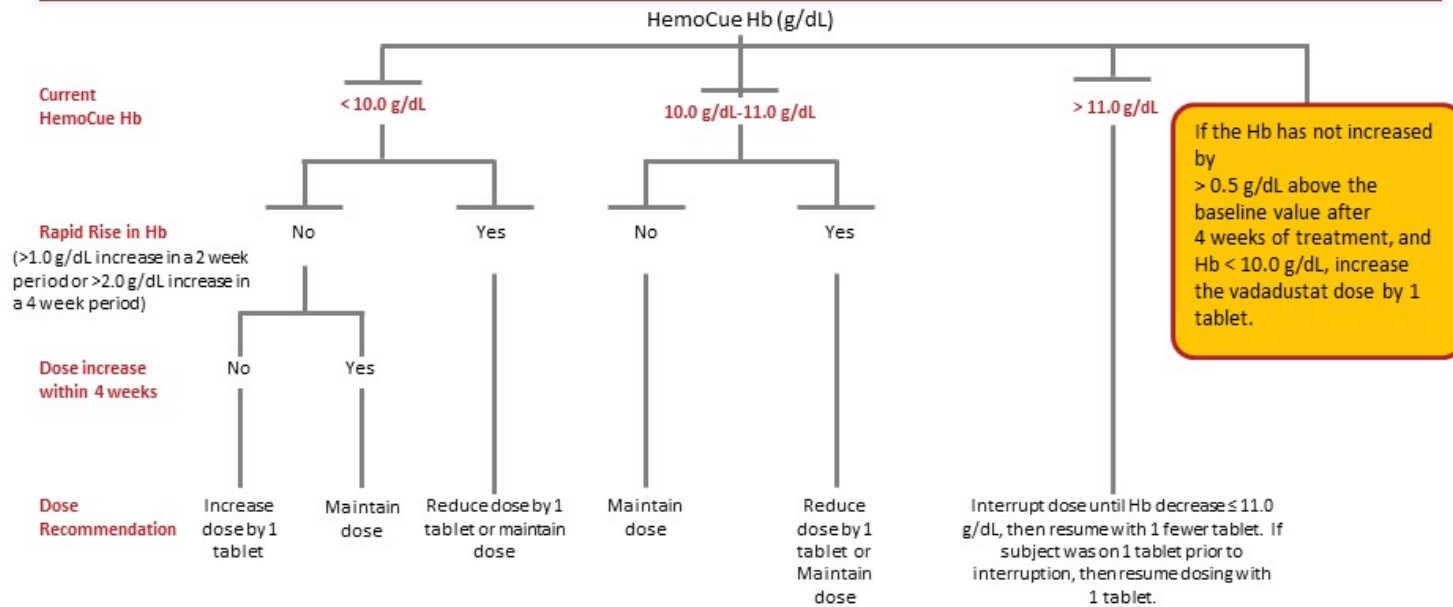 HemoCue Hb (g/dL)
Current
HemoCue Hb
< 10.0 g/dL
10.0 g/dL-11.0 g/dL
> 11.0 g/dL
If the Hb has not increased
by
> 0.5 g/dL above the
baseline value after
4 weeks of treatment, and
Hb < 10.0 g/dL, increase
the vadadustat dose by 1
tablet.
Rapid Rise in Hb
(>1.0 g/dL increase in a 2 week
period or >2.0 g/dL increase in
a 4 week period)
No
Yes
No
Yes
Dose increase
within 4 weeks
No
Yes
Dose
Recommendation
Increase
dose by 1
tablet
Maintain
dose
Reduce dose by 1
tablet or maintain
dose
Maintain
dose
Reduce
dose by 1
tablet or
Maintain
dose
Interrupt dose until Hb decrease ≤ 11.0
g/dL, then resume with 1 fewer tablet. If
subject was on 1 tablet prior to
interruption, then resume dosing with
1 tablet.